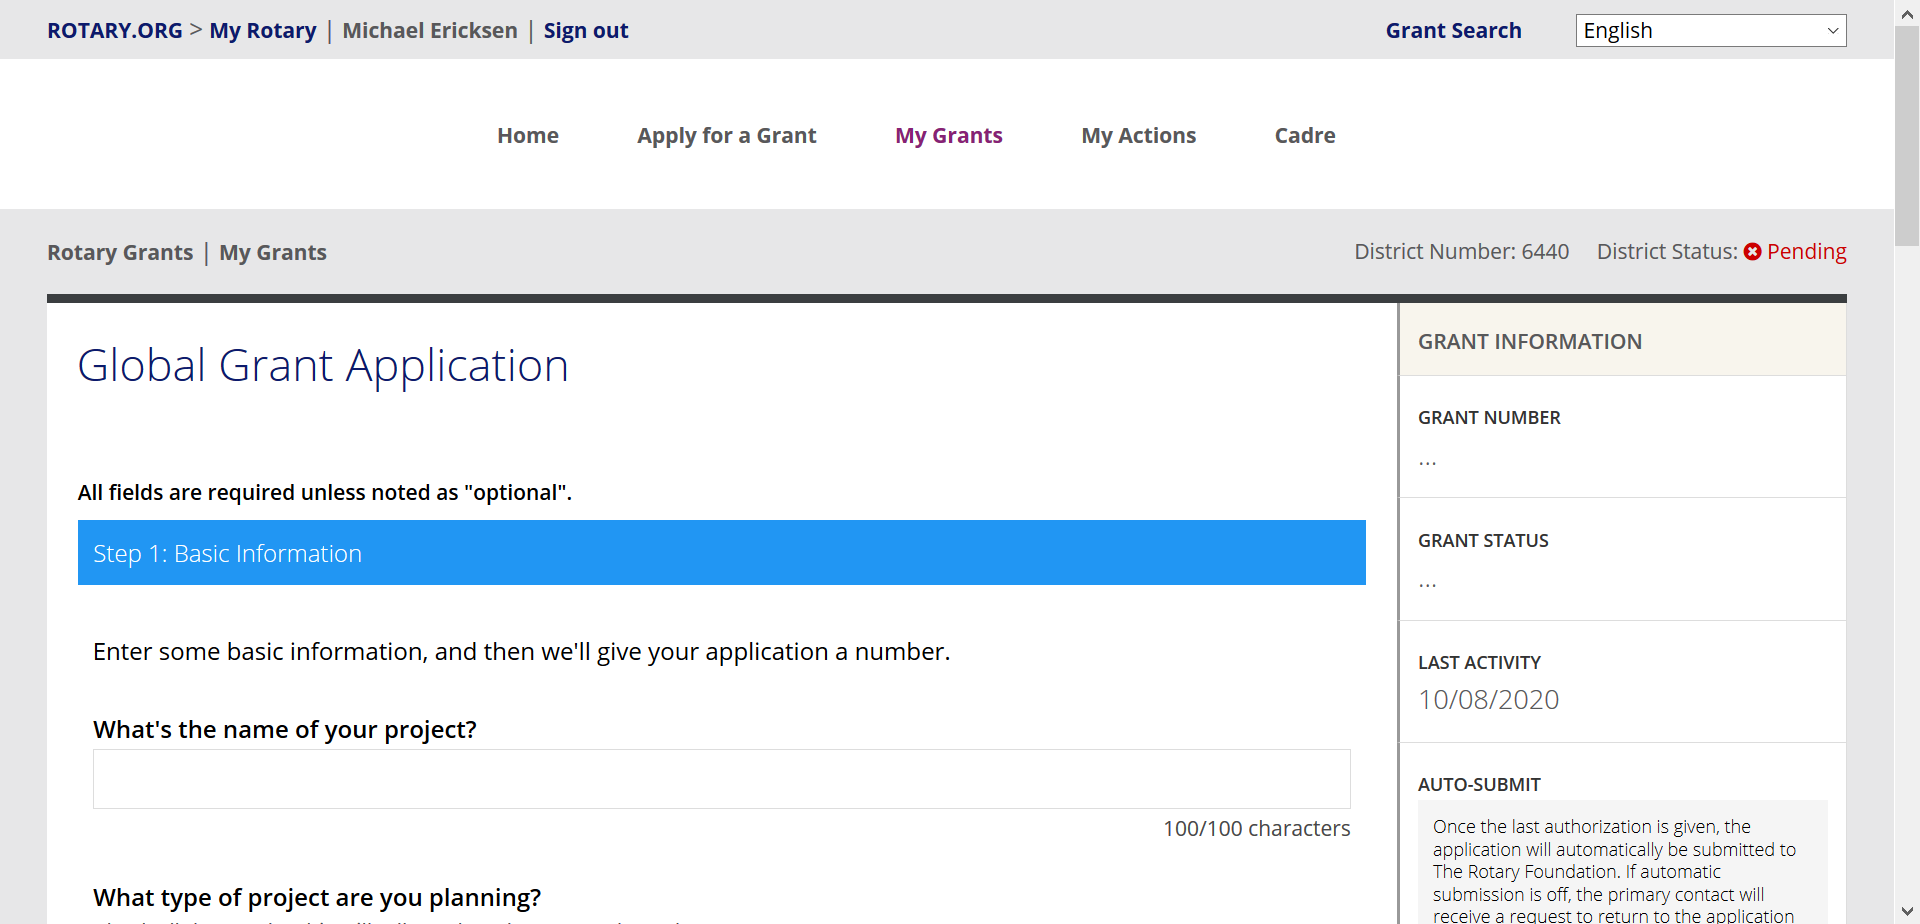 ROTARY.ORG > My Rotary | Michael Ericksen | Sign out
Grant Search
English
Home
Apply for a Grant
My Grants
My Actions
Cadre
Rotary Grants | My Grants
District Number: 6440
District Status: Pending
Global Grant Application
All fields are required unless noted as "optional".
Step 1: Basic Information
Enter some basic information, and then we'll give your application a number.
What's the name of your project?
100/100 characters
What type of project are you planning?
GRANT INFORMATION
GRANT NUMBER
...
GRANT STATUS
...
LAST ACTIVITY
10/08/2020
AUTO-SUBMIT
Once the last authorization is given, the
application will automatically be submitted to
The Rotary Foundation. If automatic
submission is off, the primary contact will
receive a request to return to the application